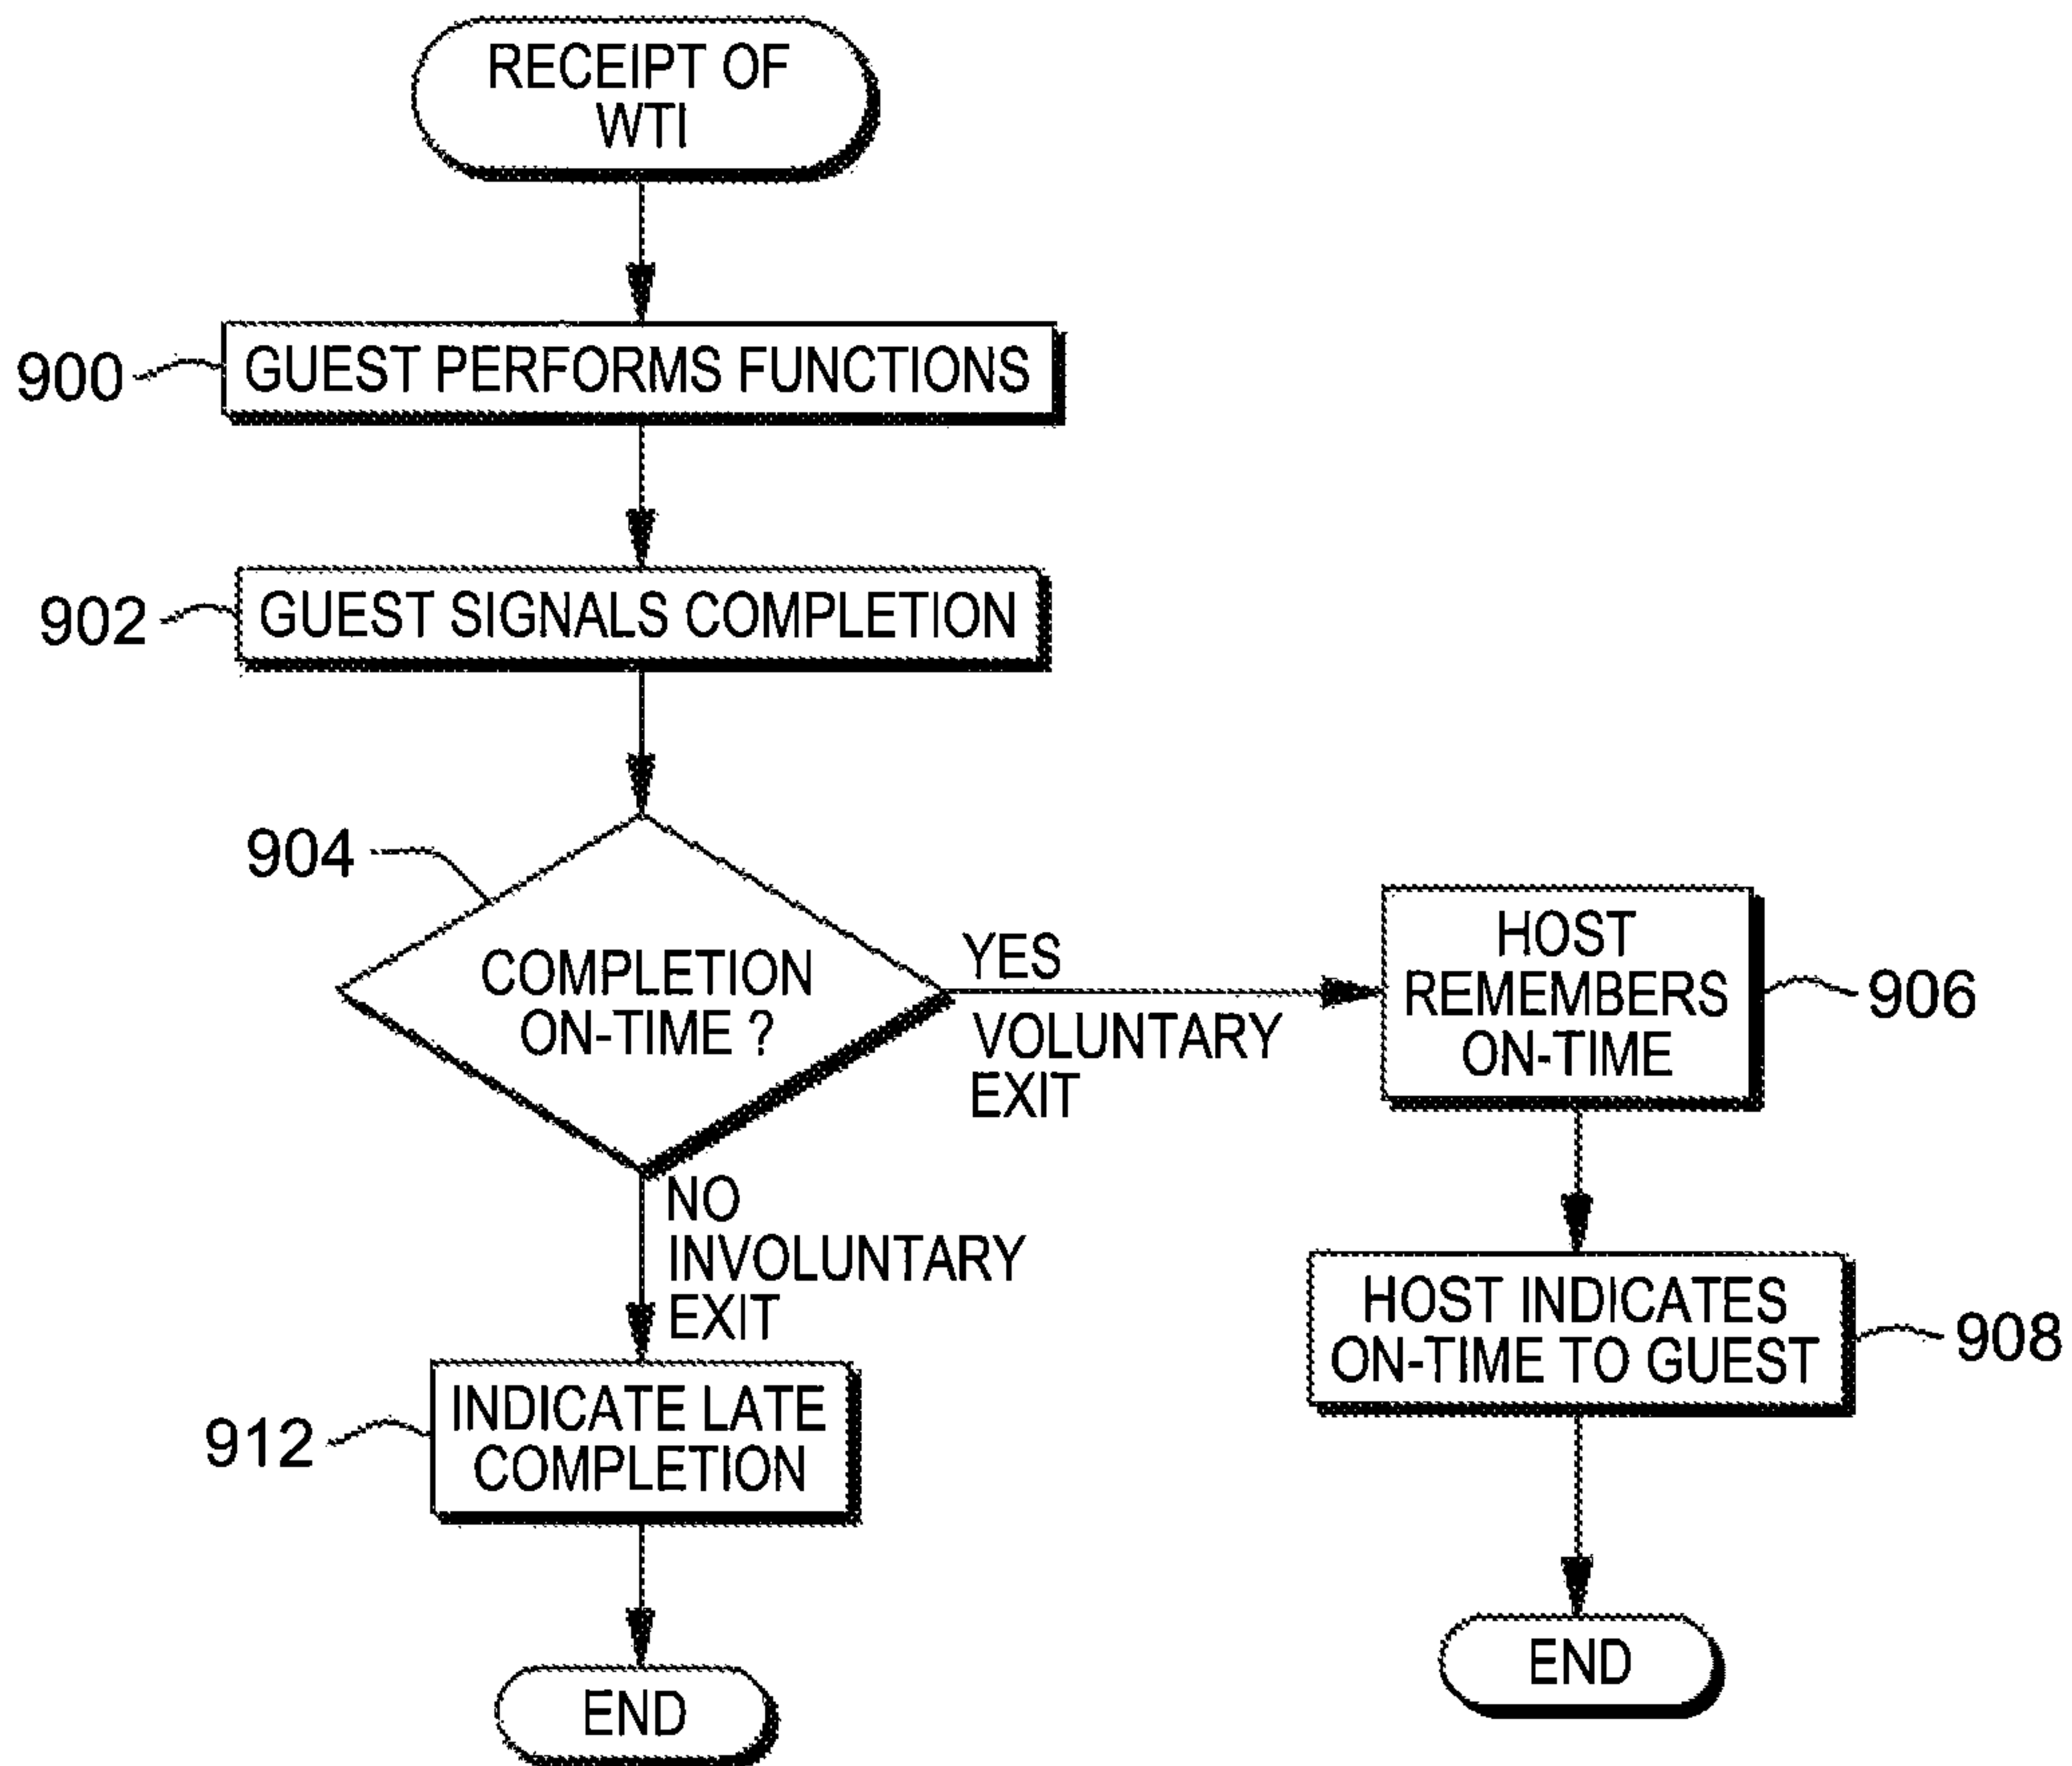 RECEIPT OF
WTI
900
GUEST PERFORMS FUNCTIONS
902
GUEST SIGNALS COMPLETION
904
COMPLETION
ON-TIME ?
YES
VOLUNTARY
EXIT
HOST
REMEMBERS
ON-TIME
906
NO
INVOLUNTARY
EXIT
HOST INDICATES
ON-TIME TO GUEST
908
912
INDICATE LATE
COMPLETION
END
END